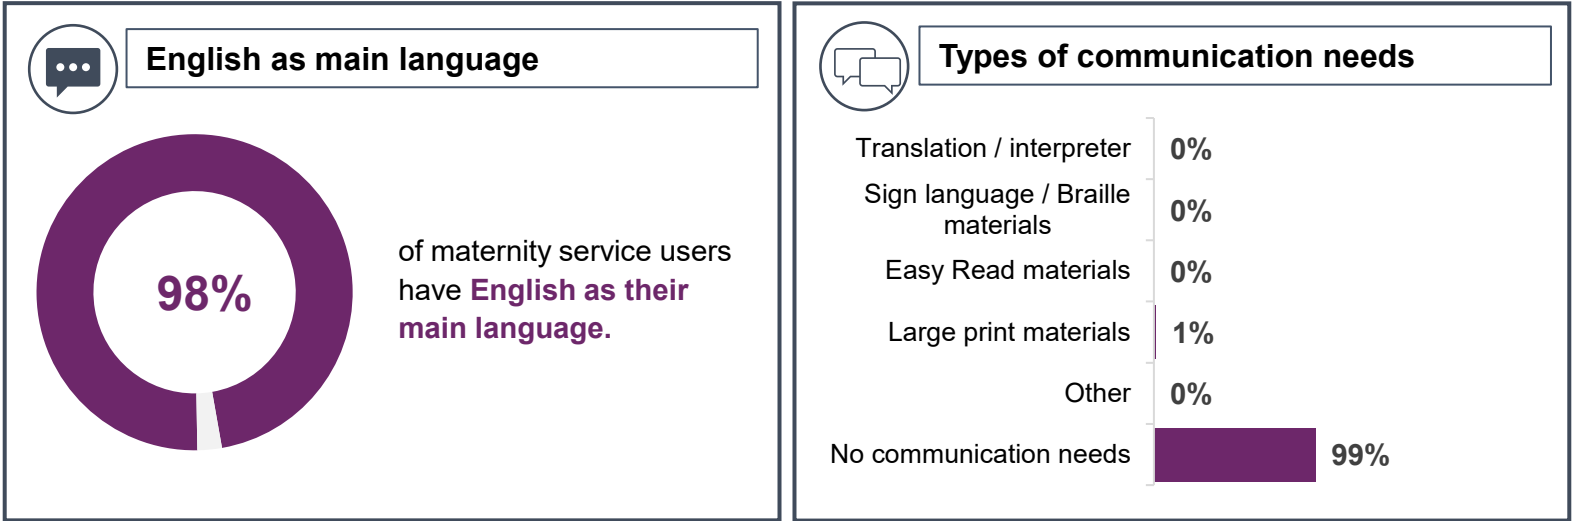 English as main language
98%
of maternity service users
have English as their
main language.
Types of communication needs
Translation / interpreter 0%
Sign language / Braille
materials 0%
Easy Read materials 0%
Large print materials 1%
Other 0%
No communication needs 99%